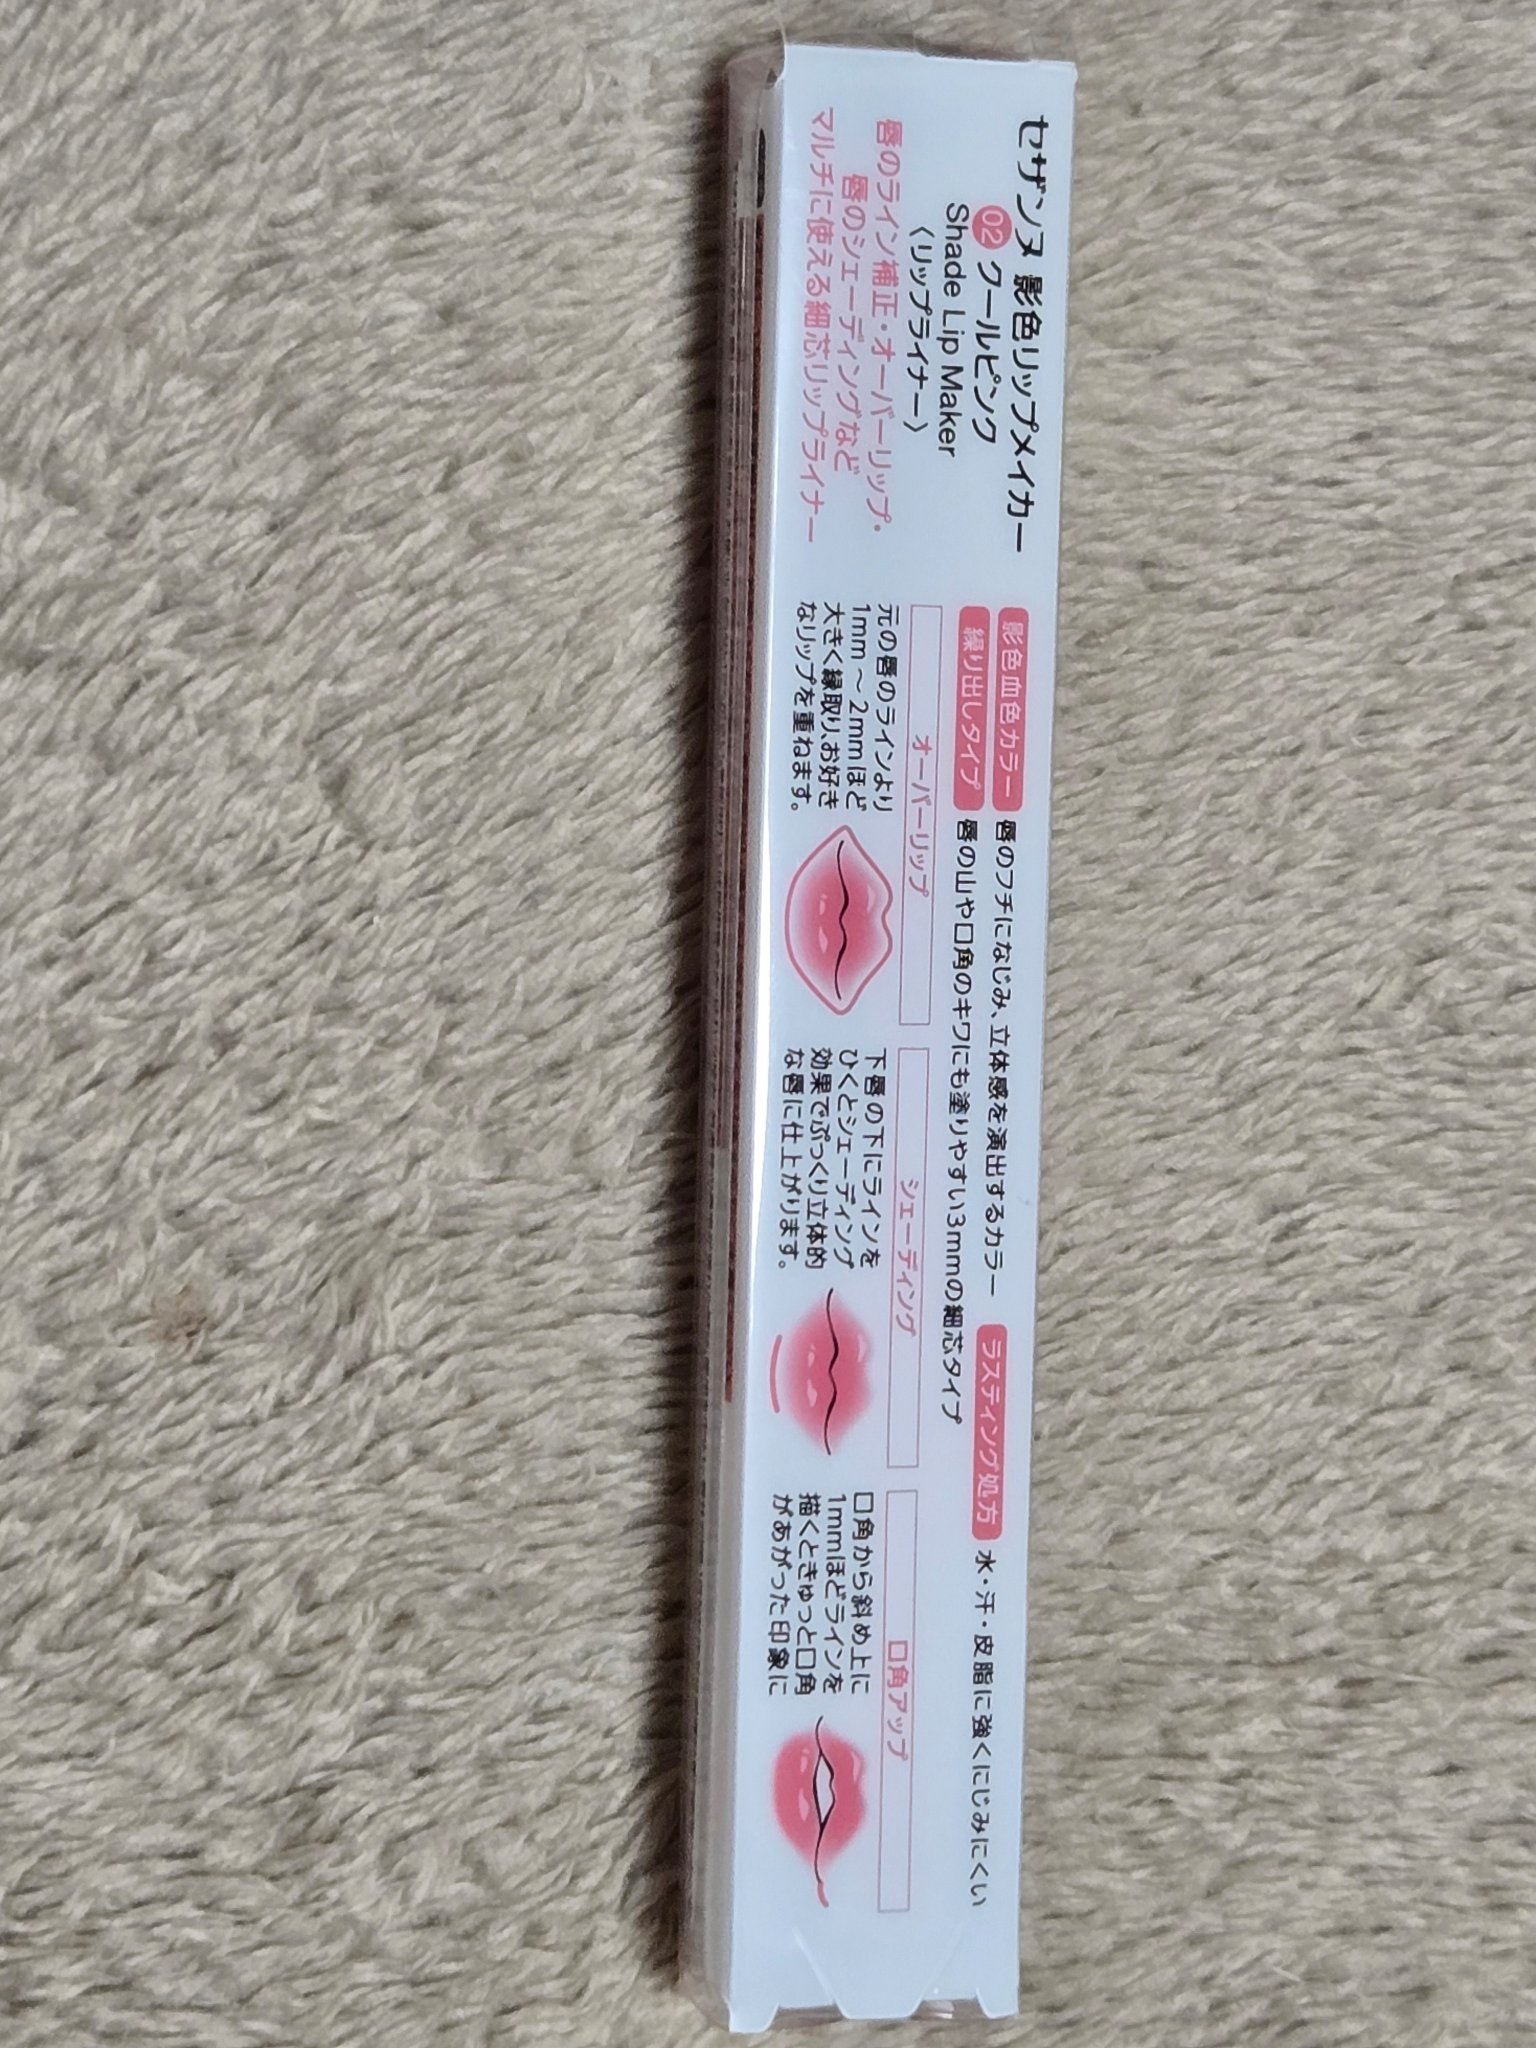 セザンヌ 影色リップメイカー
02 クールピンク
Shade Lip Maker
〈リップライナー〉
唇のライン補正・オーバーリップ・
唇のシェーディングなど
マルチに使える細芯リップライナー
影色血色カラー 唇のフチになじみ、立体感を演出するカラー
繰り出しタイプ 唇の山や口角のキワにも塗りやすい3mmの細芯タイプ
ラスティング処方 水・汗・皮脂に強くにじみにくい
オーバーリップ
元の唇のラインより
1mm～2mmほど
大きく縁取り、お好き
なリップを重ねます。
シェーディング
下唇の下にラインを
ひくとシェーディング
効果でぷっくり立体的
な唇に仕上がります。
口角アップ
口角から斜め上に
1mmほどラインを
描くときゅっと口角
があがった印象に